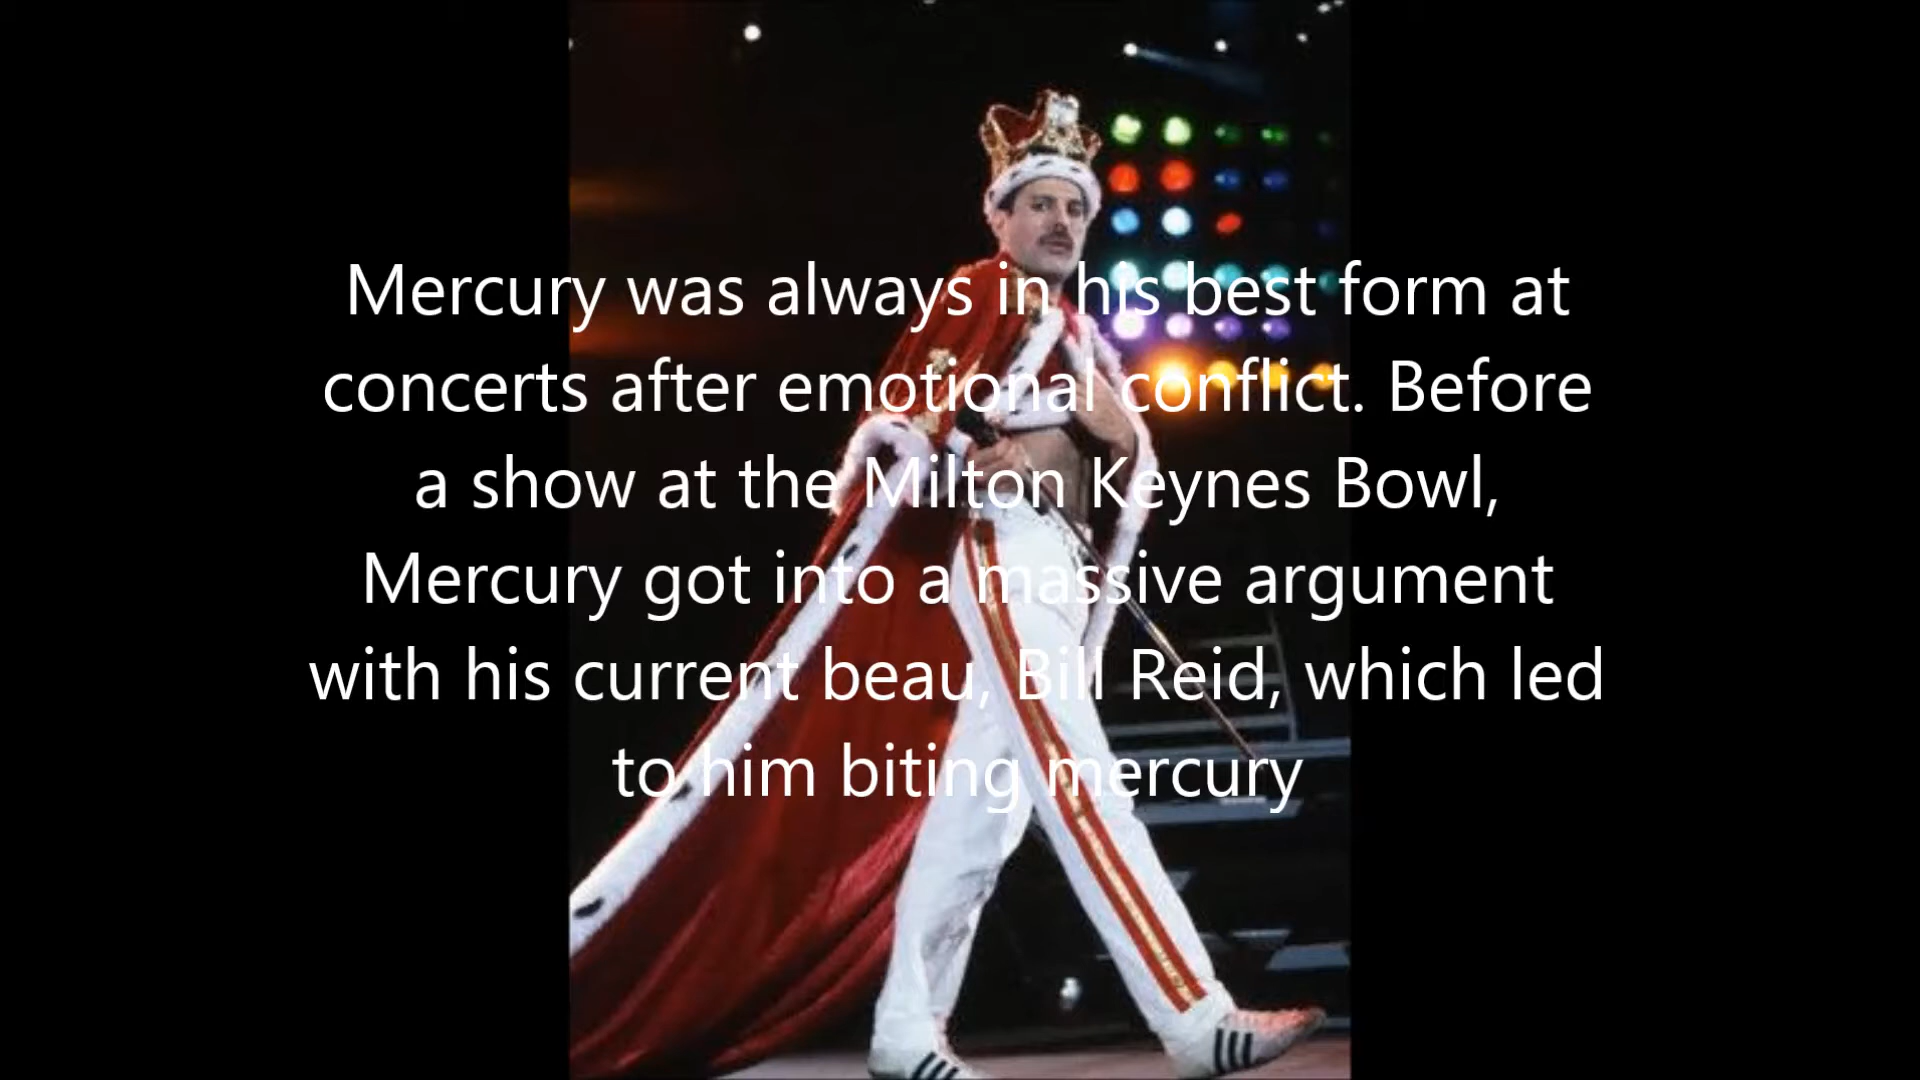 Mercury was always in his best form at
concerts after emotional conflict. Before
a show at the Milton Keynes Bowl,
Mercury got into a massive argument
with his current beau, Bill Reid, which led
to him biting mercury